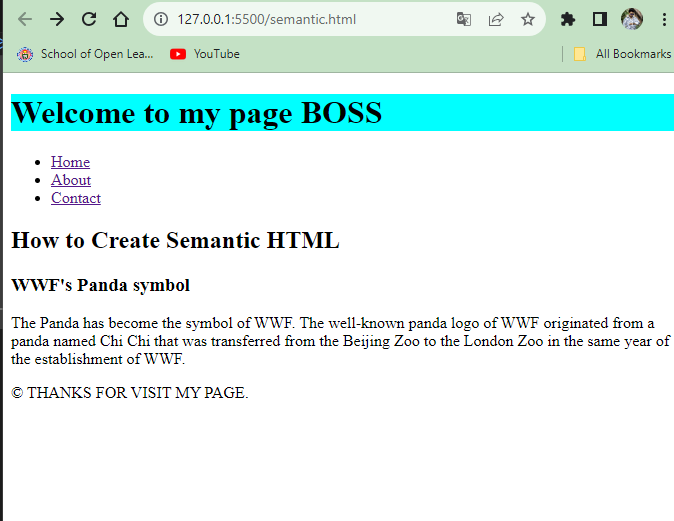 127.0.0.1:5500/semantic.html
School of Open Lea... YouTube All Bookmarks
Welcome to my page BOSS
Home
About
Contact
How to Create Semantic HTML
WWF's Panda symbol
The Panda has become the symbol of WWF. The well-known panda logo of WWF originated from a
panda named Chi Chi that was transferred from the Beijing Zoo to the London Zoo in the same year of
the establishment of WWF.
© THANKS FOR VISIT MY PAGE.